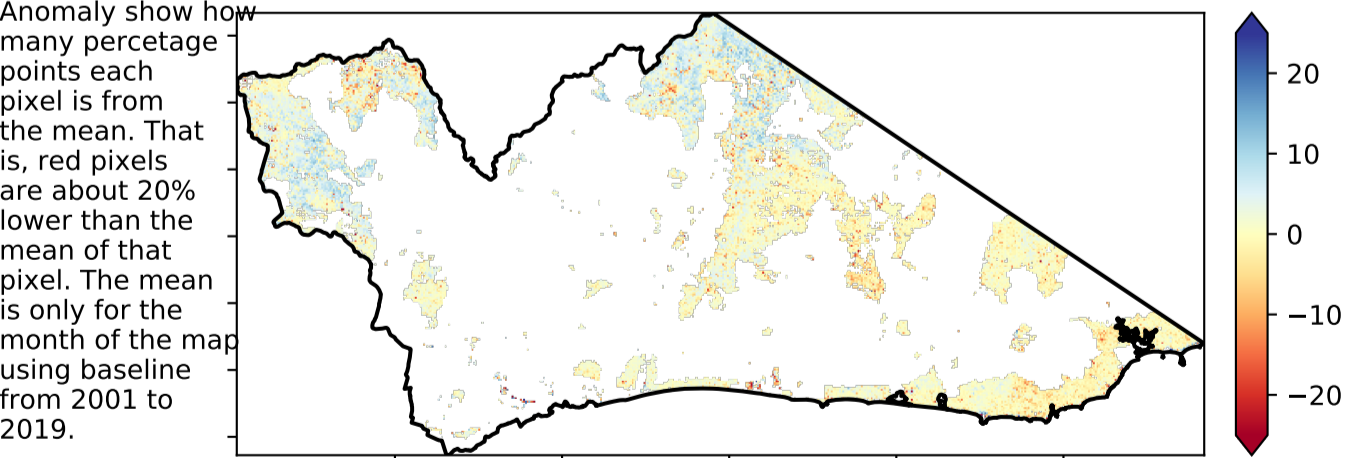 Anomaly show how
many percetage
points each
pixel is from
the mean. That
is, red pixels
are about 20%
lower than the
mean of that
pixel. The mean
is only for the
month of the map
using baseline
from 2001 to
2019.
20
10
0
−10
−20